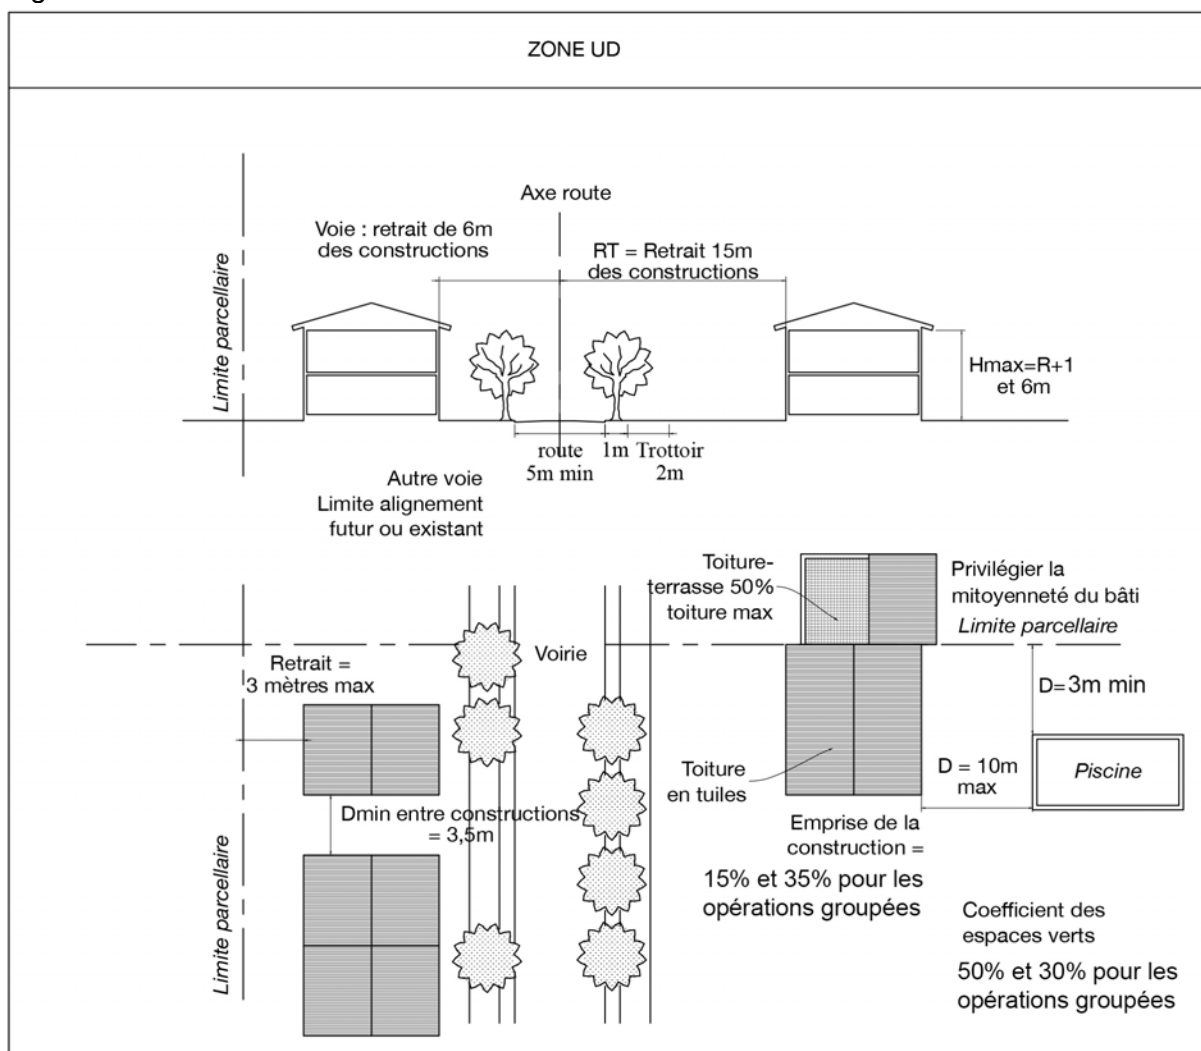 ZONE UD
Axe route
Voie : retrait de 6m
des constructions
RT = Retrait 15m
des constructions
Limite parcellaire
Hmax=R+1
et 6m
route
5m min
1m
Trottoir
2m
Autre voie
Limite alignement
futur ou existant
Toiture-
terrasse 50%
toiture max
Privilégier la
mitoyenneté du bâti
Limite parcellaire
Voirie
Retrait =
3 mètres max
D= 3m min
Toiture
en tuiles
D = 10m
max
Piscine
Dmin entre constructions
= 3,5m
Emprise de la
construction =
15% et 35% pour les
opérations groupées
Limite parcellaire
Coefficient des
espaces verts
50% et 30% pour les
opérations groupées